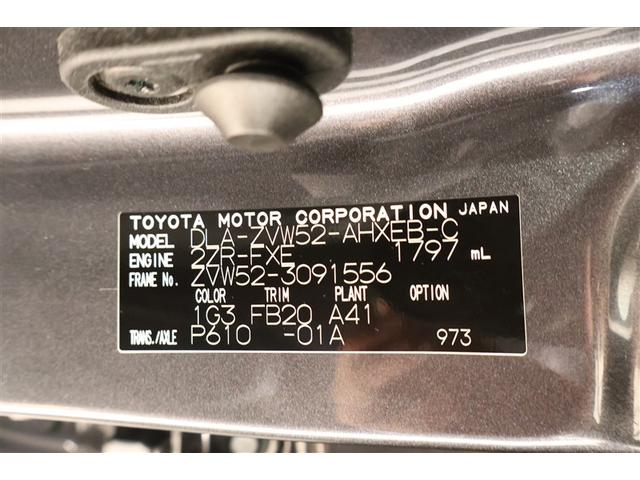 TOYOTA MOTOR CORPORATION JAPAN
MODEL DLA-ZVW52-AHXEB-C
ENGINE 2ZR-FXE 1797 mL
FRAME No. ZVW52-3091556
COLOR TRIM PLANT OPTION
1G3 FB20 A41
TRANS./AXLE P610 -01A 973